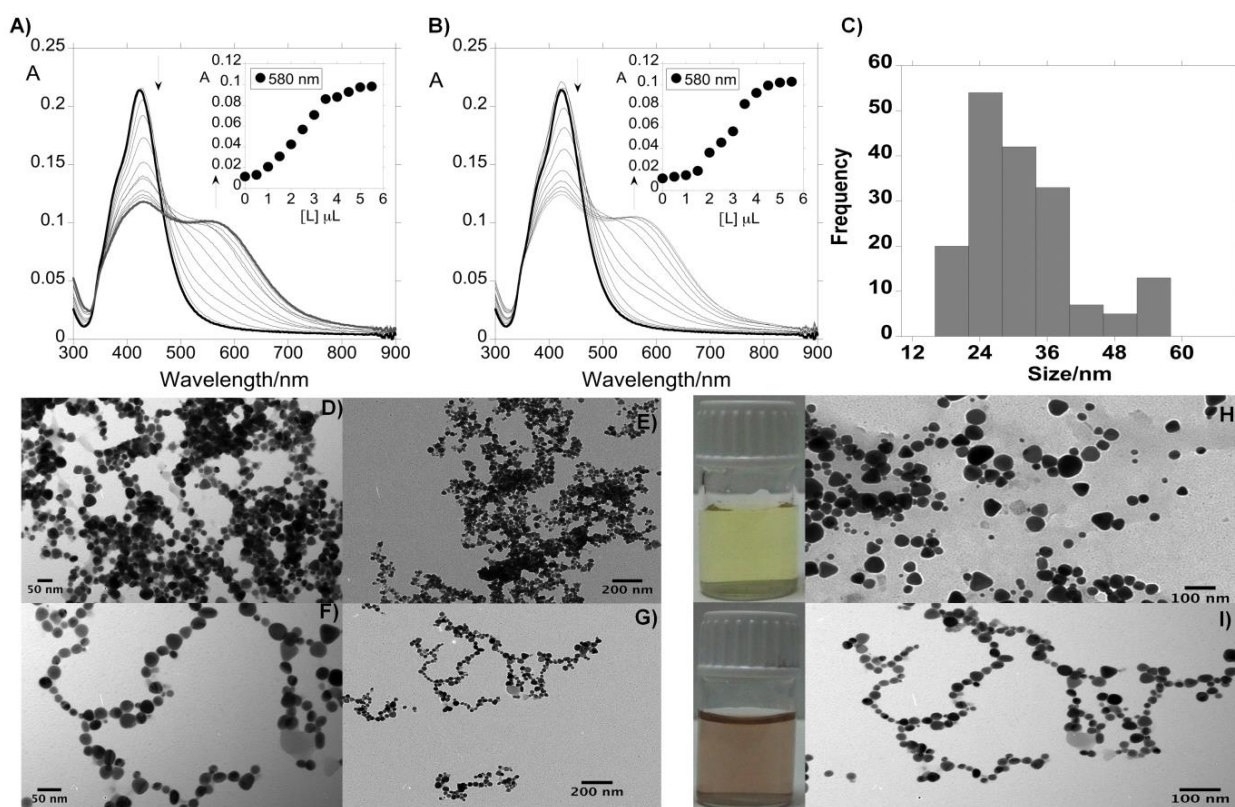 A)
0.25
A
0.2
0.15
0.1
0.05
0
300 400 500 600 700 800 900
Wavelength/nm
0.12
A
0.1
0.08
0.06
0.04
0.02
0
0 1 2 3 4 5 6
[L] μL
580 nm
B)
0.25
A
0.2
0.15
0.1
0.05
0
300 400 500 600 700 800 900
Wavelength/nm
0.12
A
0.1
0.08
0.06
0.04
0.02
0
0 1 2 3 4 5 6
[L] μL
580 nm
C)
60
50
40
30
20
10
0
Frequency
12 24 36 48 60
Size/nm
D)
50 nm
E)
200 nm
H
100 nm
F)
50 nm
G)
200 nm
I)
100 nm